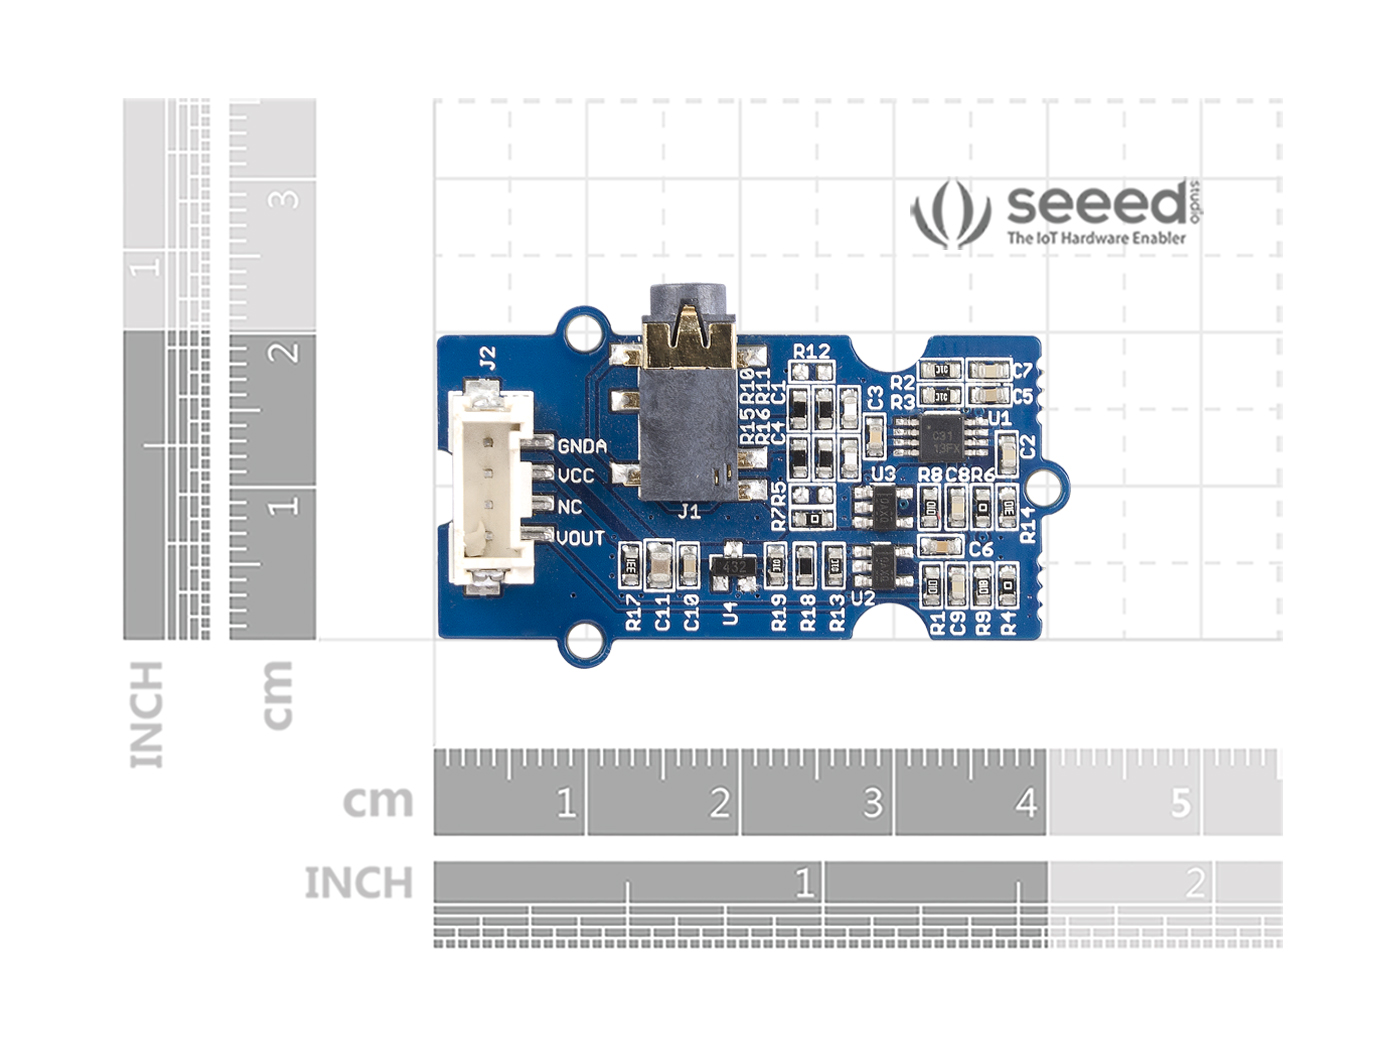 seeed
studio
The IoT Hardware Enabler
3
2
1
cm
1
INCH
J2
GNDA
VCC
NC
VOUT
J1
R12
R10
R11
C1
R15
R16
C4
R5
R7
C3
R2
R3
C7
C5
U1
C2
U3
R8 C8 R6
R14
C6
U2
R17
C11
C10
432
U4
R19
R18
R13
R1
C9
R9
R4
cm 1 2 3 4 5
INCH 1 2